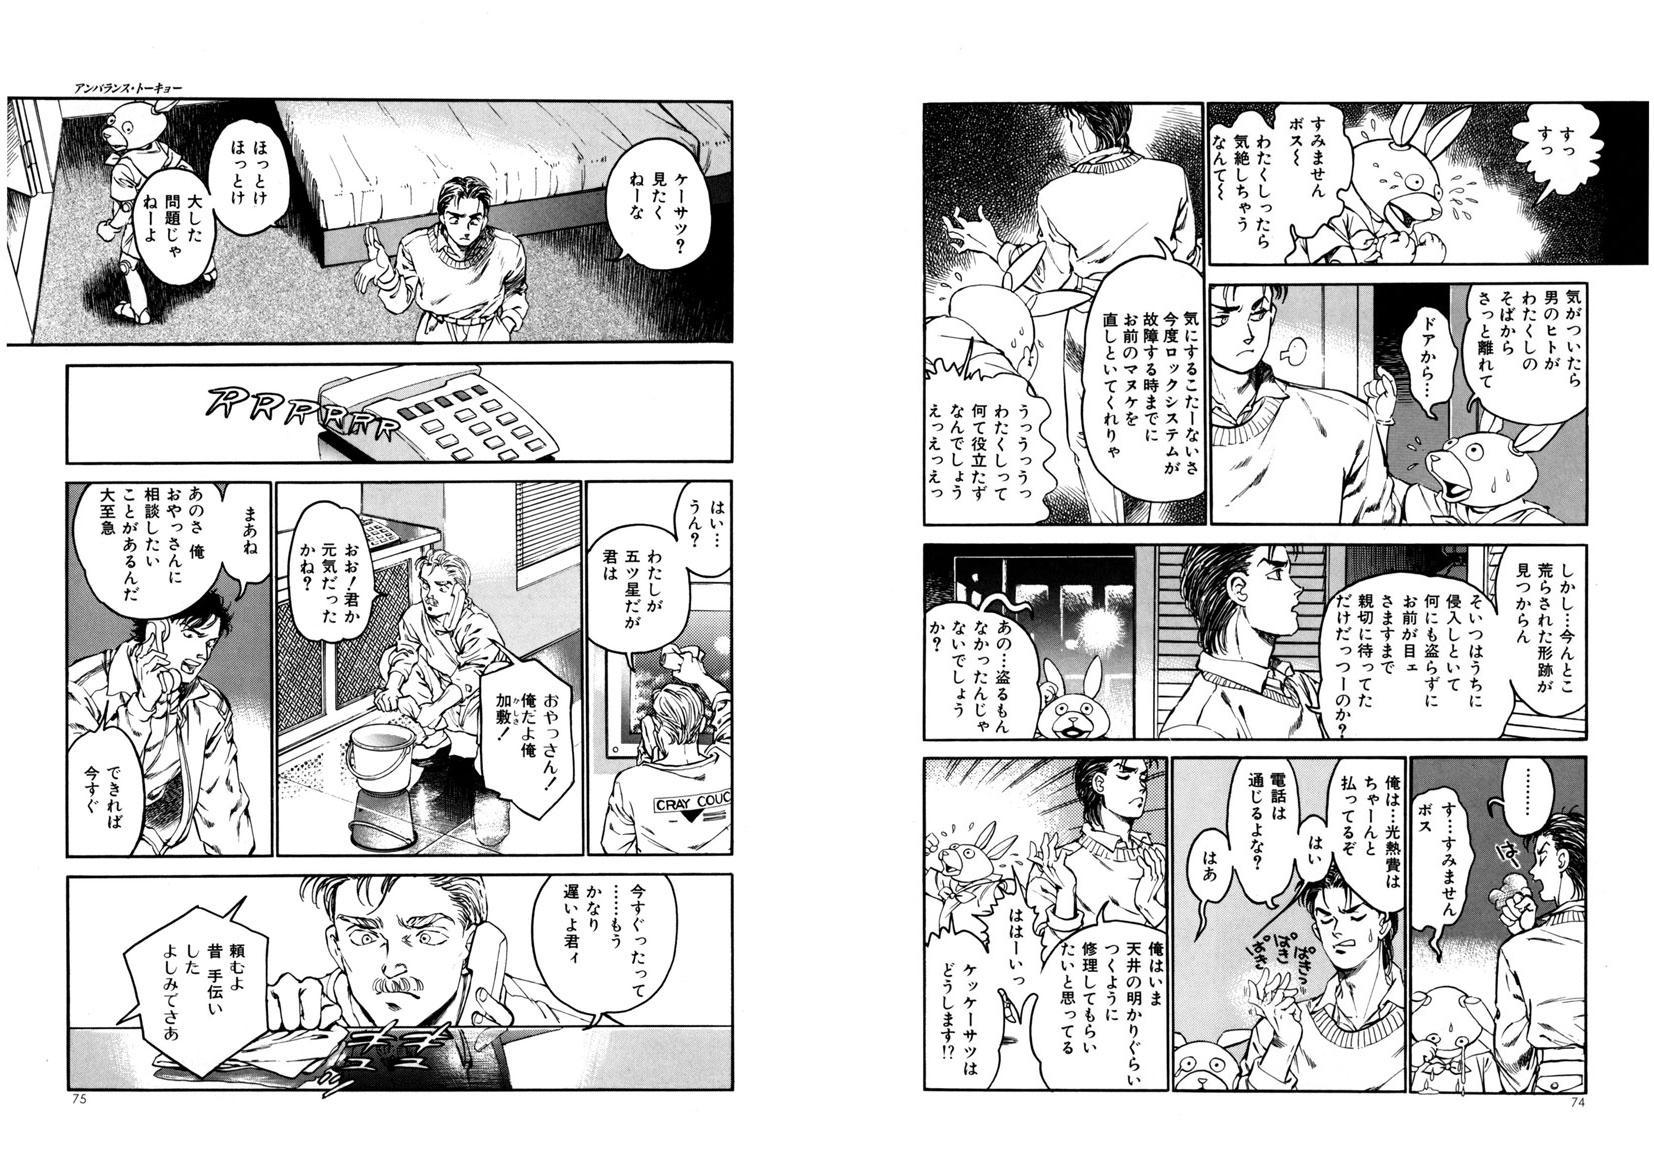 すっ
すっ
すみません
ボス〜
わたくしったら
気絶しちゃう
なんて〜
気がついたら
男のヒトが
わたくしの
そばから
さっと離れて
ドアから…
気にするこたーないさ
今度ロックシステムが
故障する時までに
お前のマヌケを
直しといてくれりゃ
うっうっうっ
わたくしって
何て役立たず
なんでしょう
えっえっえっ
しかし…今んとこ
荒らされた形跡が
見つからん
そいつはうちに
侵入しといて
何にも盗らずに
お前が目ェ
さますまで
親切に待ってた
だけだっつーのか?
あの…盗るもん
なかったんじゃ
ないでしょう
か?
………
は〜
す…すみません
ボス
俺は…光熱費は
ちゃーんと
払ってるぞ
はい
電話は
通じるよな?
はあ
ぱきっ
ぱき
ぱき
俺はいま
天井の明かりぐらい
つくように
修理してもらい
たいと思ってる
ははーいっ
ケッケーサツは
どうします!?
74
アンバランス・トーキョー
ケーサツ?
見たく
ねーな
ほっとけ
ほっとけ
大した
問題じゃ
ねーよ
RRRRRR
はい…
うん?
わたしが
五ツ星だが
君は
CRAY COUC
おやっさん!
俺だよ俺
加敷!
かしき
おお!君か
元気だった
かね?
まあね
あのさ 俺
おやっさんに
相談したい
ことがあるんだ
大至急
できれば
今すぐ
今すぐったって
……もう
かなり
遅いよ君ィ
頼むよ
昔 手伝い
した
よしみでさあ
キュ
キュ
75